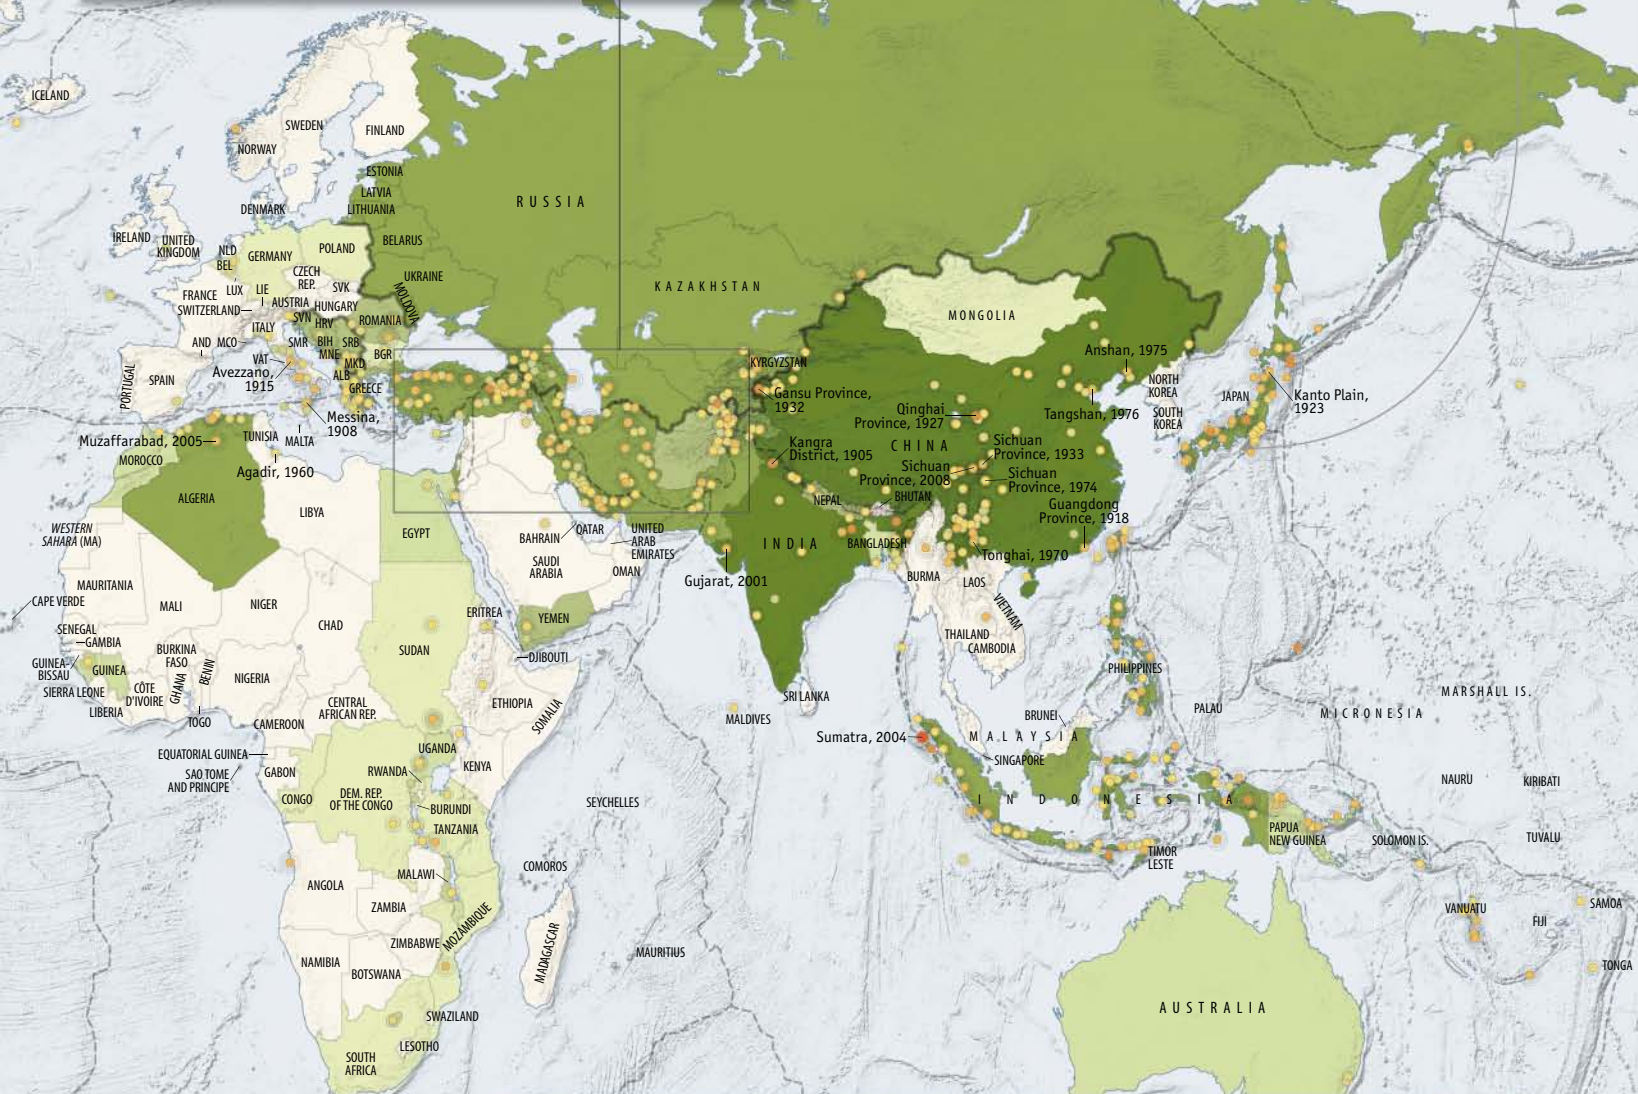 ICELAND
SWEDEN
FINLAND
NORWAY
ESTONIA
LATVIA
LITHUANIA
DENMARK
RUSSIA
IRELAND
UNITED
KINGDOM
NLD
BEL
GERMANY
POLAND
BELARUS
CZECH
REP.
UKRAINE
LUX
LIE
SVK
MOLDOVA
KAZAKHSTAN
FRANCE
SWITZERLAND
AUSTRIA
HUNGARY
SVN
HRV
ROMANIA
MONGOLIA
ITALY
AND
MCO
SMR
BIH
SRB
MNE
BGR
VAT
MKD
ALB
Avezzano,
1915
PORTUGAL
SPAIN
GREECE
KYRGYZSTAN
Anshan, 1975
NORTH
KOREA
Gansu Province,
1932
JAPAN
Kanto Plain,
1923
Messina,
1908
Qinghai
Province, 1927
Tangshan, 1976
SOUTH
KOREA
Muzaffarabad, 2005
TUNISIA
MALTA
MOROCCO
Agadir, 1960
Kangra
District, 1905
CHINA
Sichuan
Province, 1933
Sichuan
Province, 2008
Sichuan
Province, 1974
ALGERIA
LIBYA
NEPAL
BHUTAN
Guangdong
Province, 1918
WESTERN
SAHARA (MA)
EGYPT
BAHRAIN
QATAR
UNITED
ARAB
EMIRATES
INDIA
BANGLADESH
Tonghai, 1970
SAUDI
ARABIA
OMAN
Gujarat, 2001
BURMA
LAOS
VIETNAM
MAURITANIA
CAPE VERDE
MALI
NIGER
CHAD
ERITREA
YEMEN
SENEGAL
GAMBIA
THAILAND
CAMBODIA
BURKINA
FASO
BENIN
SUDAN
DJIBOUTI
PHILIPPINES
GUINEA-
BISSAU
GUINEA
SIERRA LEONE
CÔTE
D'IVOIRE
GHANA
NIGERIA
ETHIOPIA
SOMALIA
SRI LANKA
MARSHALL IS.
LIBERIA
TOGO
CENTRAL
AFRICAN REP.
CAMEROON
MALDIVES
PALAU
MICRONESIA
BRUNEI
Sumatra, 2004
MALAYSIA
EQUATORIAL GUINEA
UGANDA
SINGAPORE
SAO TOME
AND PRINCIPE
GABON
RWANDA
KENYA
NAURU
KIRIBATI
CONGO
DEM. REP.
OF THE CONGO
BURUNDI
SEYCHELLES
INDONESIA
TANZANIA
PAPUA
NEW GUINEA
SOLOMON IS.
TUVALU
TIMOR
LESTE
COMOROS
ANGOLA
MALAWI
ZAMBIA
VANUATU
SAMOA
FIJI
MOZAMBIQUE
ZIMBABWE
MADAGASCAR
MAURITIUS
NAMIBIA
BOTSWANA
TONGA
AUSTRALIA
SWAZILAND
LESOTHO
SOUTH
AFRICA